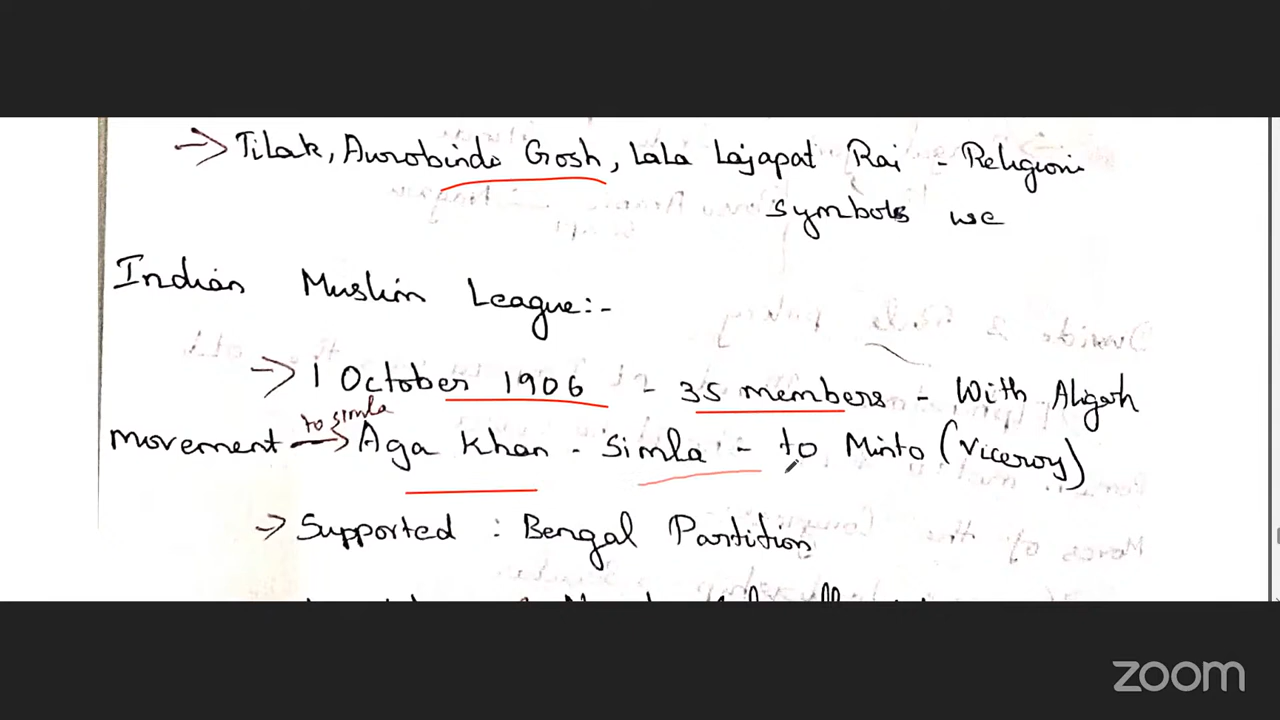 → Tilak, Aurobindo Gosh, Lala Lajapat Rai - Religion
symbols use
Indian Muslim League:-
→ 1 October 1906 - 35 members - With Aligarh
to simla
movement → Aga Khan - Simla - to Minto (Viceroy)
→ Supported : Bengal Partition
zoom